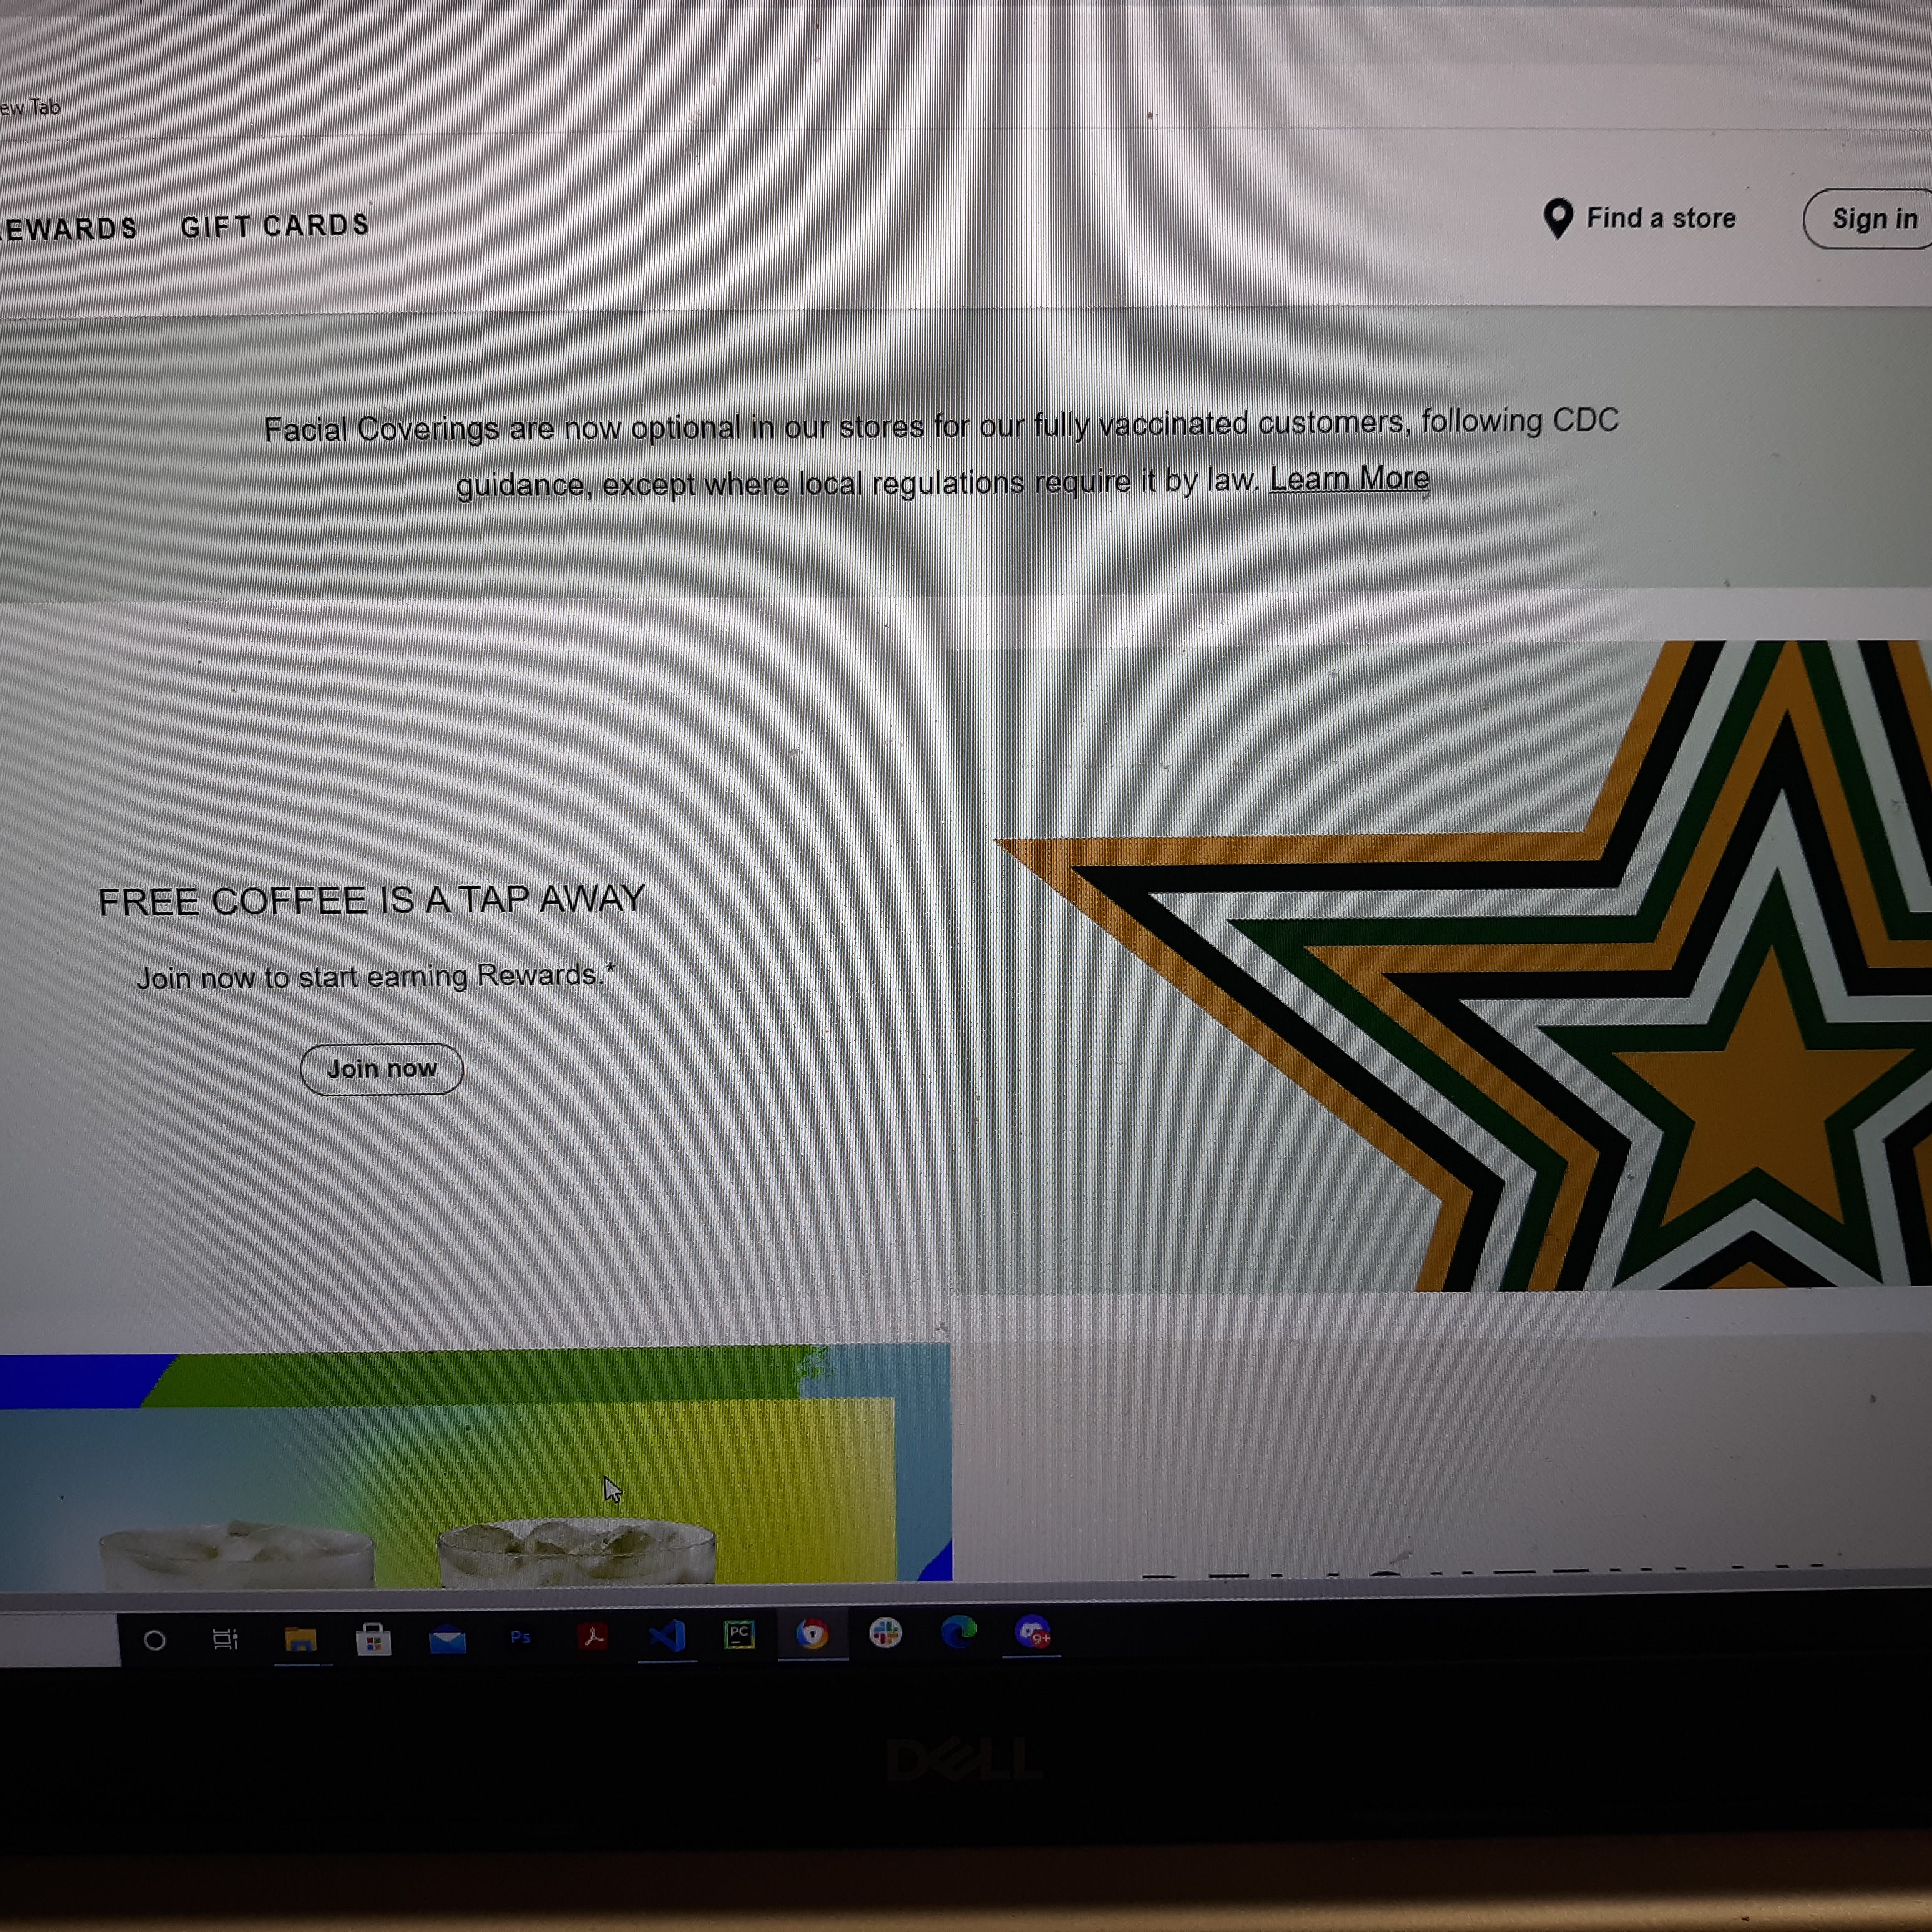 ew Tab
EWARDS GIFT CARDS
Find a store
Sign in
Facial Coverings are now optional in our stores for our fully vaccinated customers, following CDC
guidance, except where local regulations require it by law. Learn More
FREE COFFEE IS A TAP AWAY
Join now to start earning Rewards.*
Join now
Ps
PC
9+
DELL